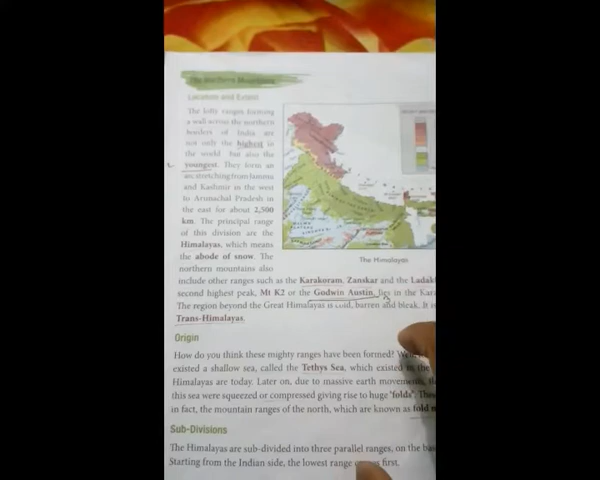 The Northern Mountains
Location and Extent
The lofty ranges forming
a wall across the northern
borders of India are
not only the highest in
the world but also the
youngest. They form an
arc stretching from Jammu
and Kashmir in the west
to Arunachal Pradesh in
the east for about 2,500
km. The principal range
of this division are the
Himalayas, which means
the abode of snow. The
northern mountains also
The Himalayas
include other ranges such as the Karakoram, Zanskar and the Ladak
second highest peak, Mt K2 or the Godwin Austin, lies in the Kar
The region beyond the Great Himalayas is cold, barren and bleak. It is
Trans-Himalayas.
Origin
How do you think these mighty ranges have been formed?
existed a shallow sea, called the Tethys Sea, which existed
Himalayas are today. Later on, due to massive earth movements,
this sea were squeezed or compressed giving rise to huge "folds".
in fact, the mountain ranges of the north, which are known as fold
Sub-Divisions
The Himalayas are sub-divided into three parallel ranges, on the
Starting from the Indian side, the lowest range first.